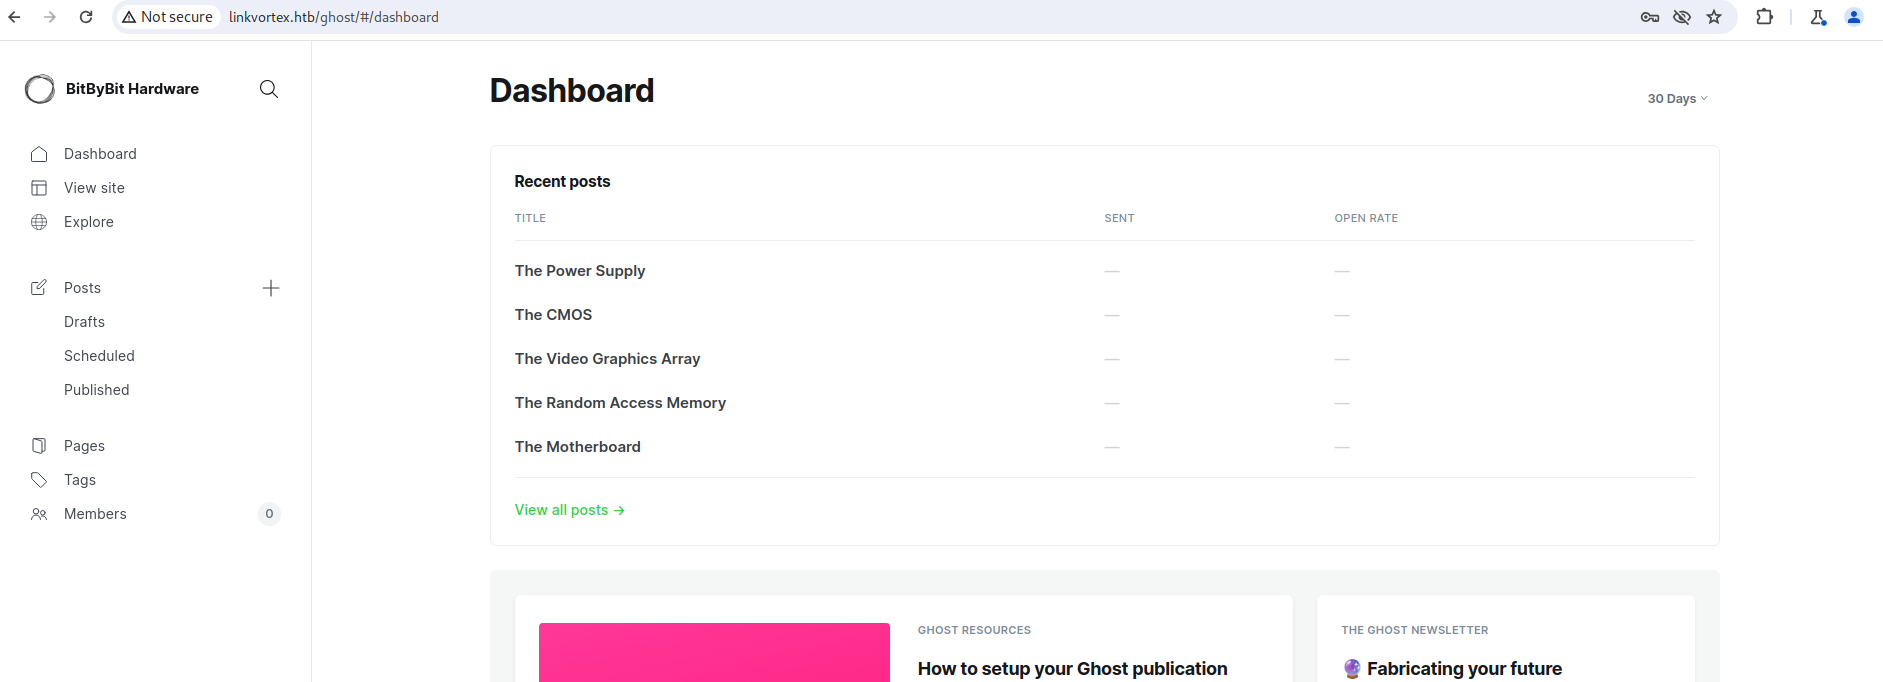 Not secure linkvortex.htb/ghost/#/dashboard
BitByBit Hardware
Dashboard
View site
Explore
Posts
Drafts
Scheduled
Published
Pages
Tags
Members 0
Dashboard
30 Days
Recent posts
TITLE SENT OPEN RATE
The Power Supply — —
The CMOS — —
The Video Graphics Array — —
The Random Access Memory — —
The Motherboard — —
View all posts →
GHOST RESOURCES
How to setup your Ghost publication
THE GHOST NEWSLETTER
🔮 Fabricating your future